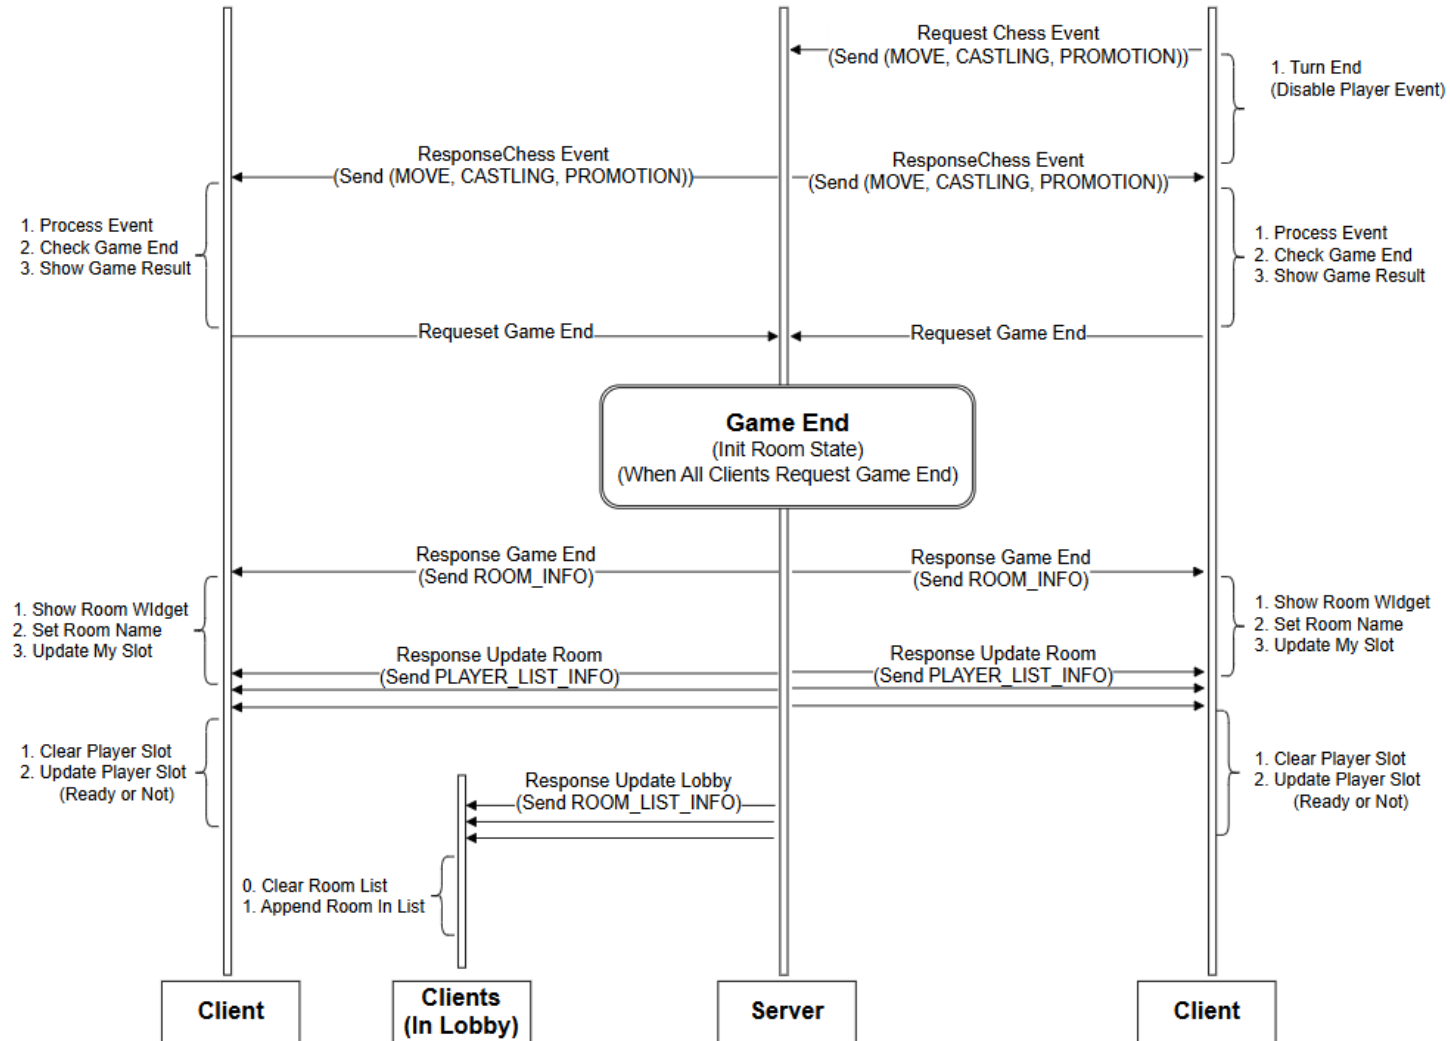 Request Chess Event
(Send (MOVE, CASTLING, PROMOTION))
1. Turn End
(Disable Player Event)
ResponseChess Event
(Send (MOVE, CASTLING, PROMOTION))
ResponseChess Event
(Send (MOVE, CASTLING, PROMOTION))
1. Process Event
2. Check Game End
3. Show Game Result
1. Process Event
2. Check Game End
3. Show Game Result
Requeset Game End
Requeset Game End
Game End
(Init Room State)
(When All Clients Request Game End)
Response Game End
(Send ROOM_INFO)
Response Game End
(Send ROOM_INFO)
1. Show Room WIdget
2. Set Room Name
3. Update My Slot
1. Show Room WIdget
2. Set Room Name
3. Update My Slot
Response Update Room
(Send PLAYER_LIST_INFO)
Response Update Room
(Send PLAYER_LIST_INFO)
1. Clear Player Slot
2. Update Player Slot
(Ready or Not)
1. Clear Player Slot
2. Update Player Slot
(Ready or Not)
Response Update Lobby
(Send ROOM_LIST_INFO)
0. Clear Room List
1. Append Room In List
Client
Clients
(In Lobby)
Server
Client